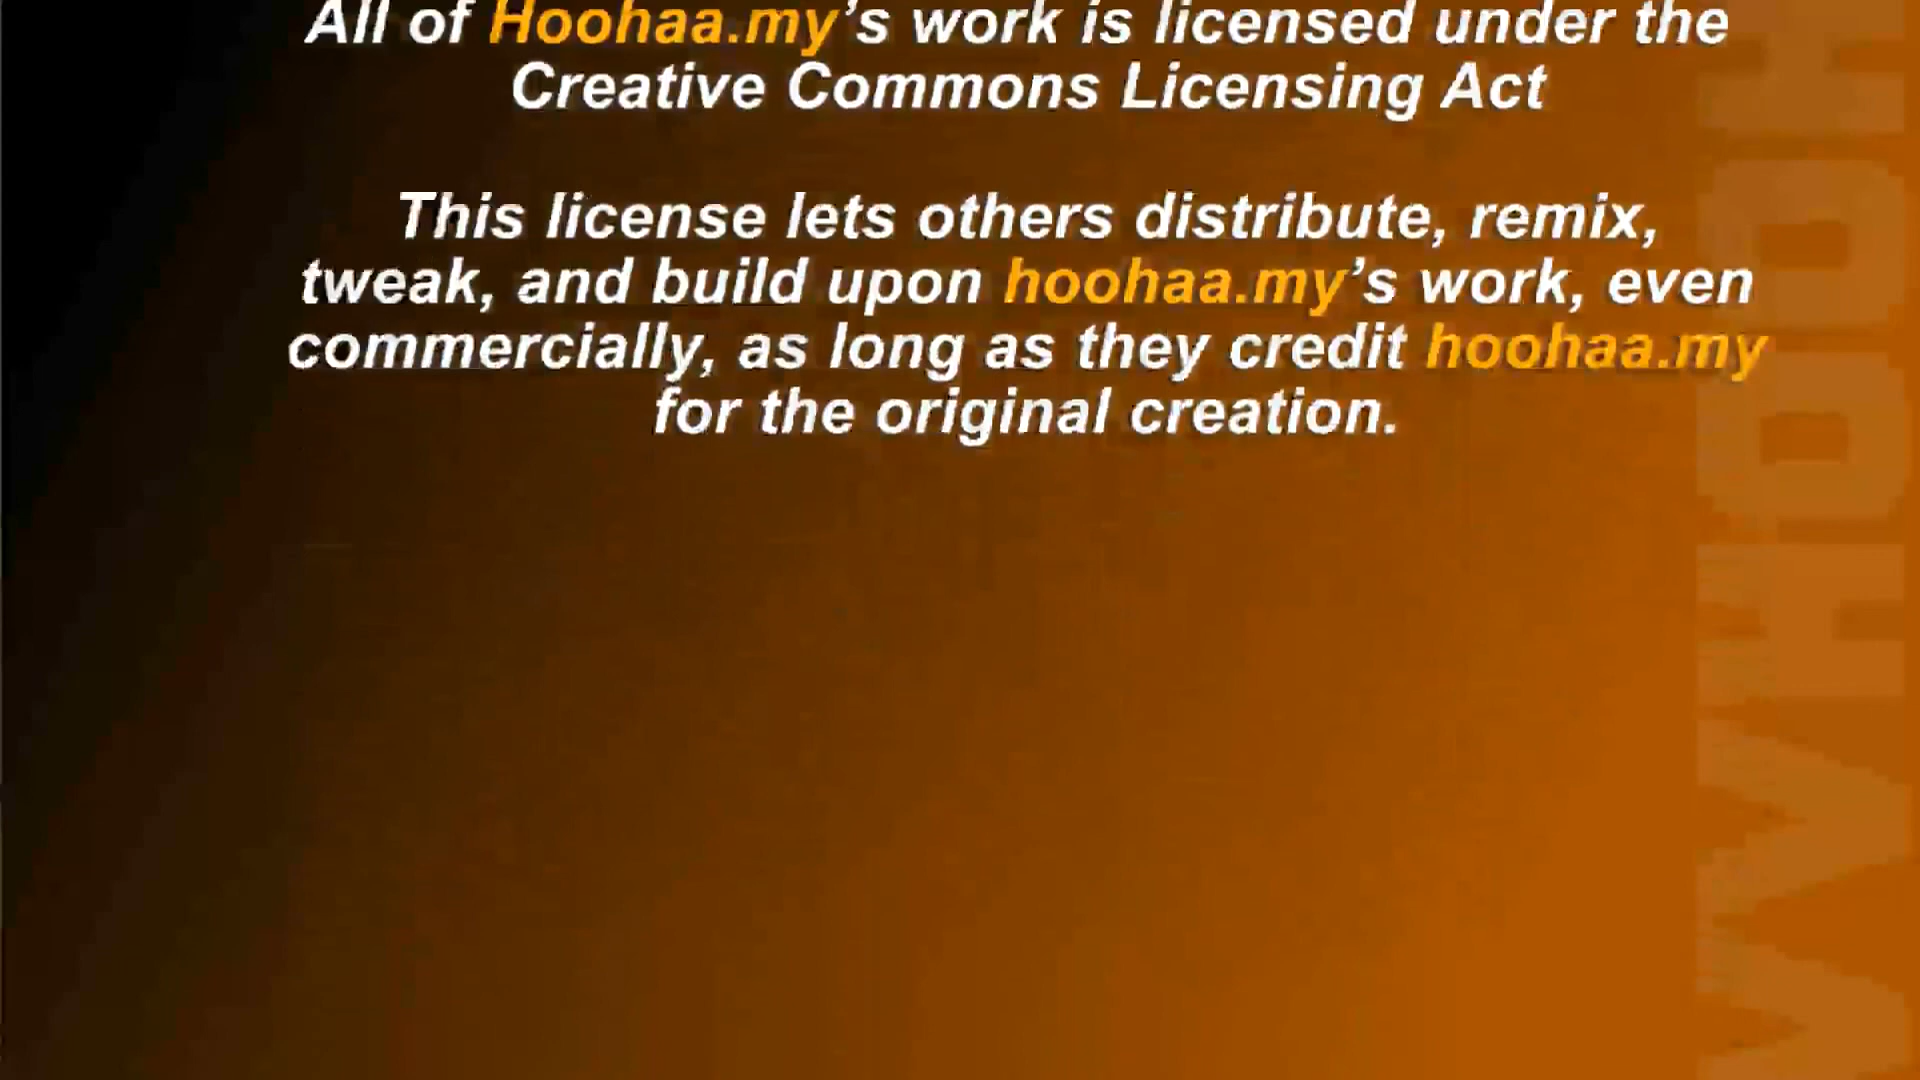 All of Hoohaa.my’s work is licensed under the
Creative Commons Licensing Act
This license lets others distribute, remix,
tweak, and build upon hoohaa.my’s work, even
commercially, as long as they credit hoohaa.my
for the original creation.